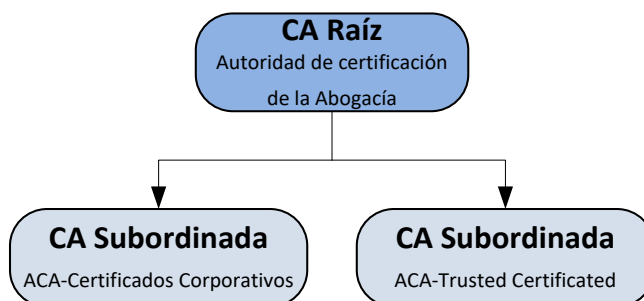 CA Raíz
Autoridad de certificación
de la Abogacía
CA Subordinada
ACA-Certificados Corporativos
CA Subordinada
ACA-Trusted Certificated